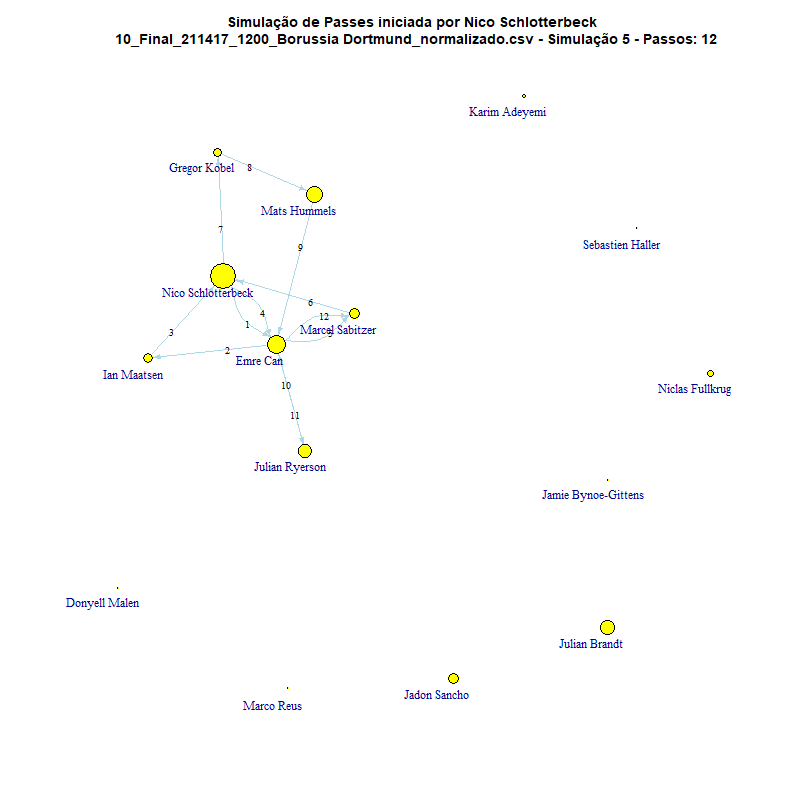 Simulação de Passes iniciada por Nico Schlotterbeck
10_Final_211417_1200_Borussia Dortmund_normalizado.csv - Simulação 5 - Passos: 12
Karim Adeyemi
Gregor Kobel
8
Mats Hummels
7
9
Sebastien Haller
Nico Schlotterbeck
6
4
12
1
Marcel Sabitzer
3
5
2
Emre Can
Ian Maatsen
10
Niclas Fullkrug
11
Julian Ryerson
Jamie Bynoe-Gittens
Donyell Malen
Julian Brandt
Jadon Sancho
Marco Reus